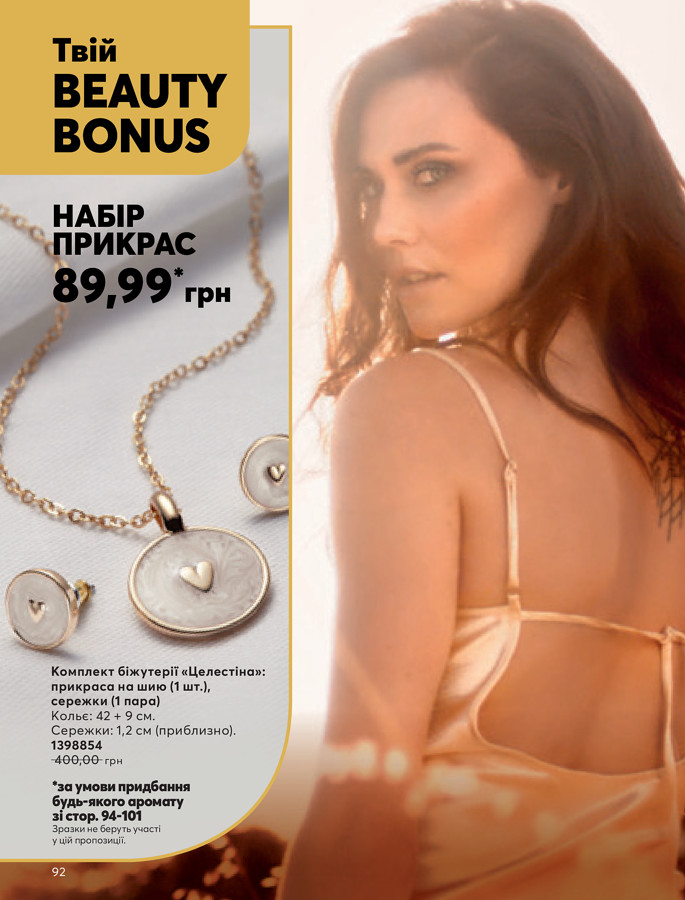 Твій
BEAUTY
BONUS
НАБІР
ПРИКРАС
89,99* грн
Комплект біжутерії «Целестіна»:
прикраса на шию (1 шт.),
сережки (1 пара)
Кольє: 42 + 9 см.
Сережки: 1,2 см (приблизно).
1398854
400,00 грн
*за умови придбання
будь-якого аромату
зі стор. 94-101
Зразки не беруть участі
у цій пропозиції.
92